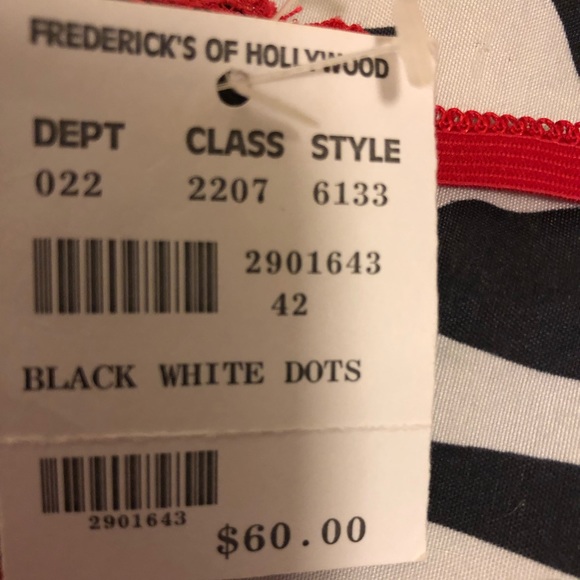 FREDERICK'S OF HOLLYWOOD
DEPT CLASS STYLE
022 2207 6133
2901643
42
BLACK WHITE DOTS
2901643
$60.00